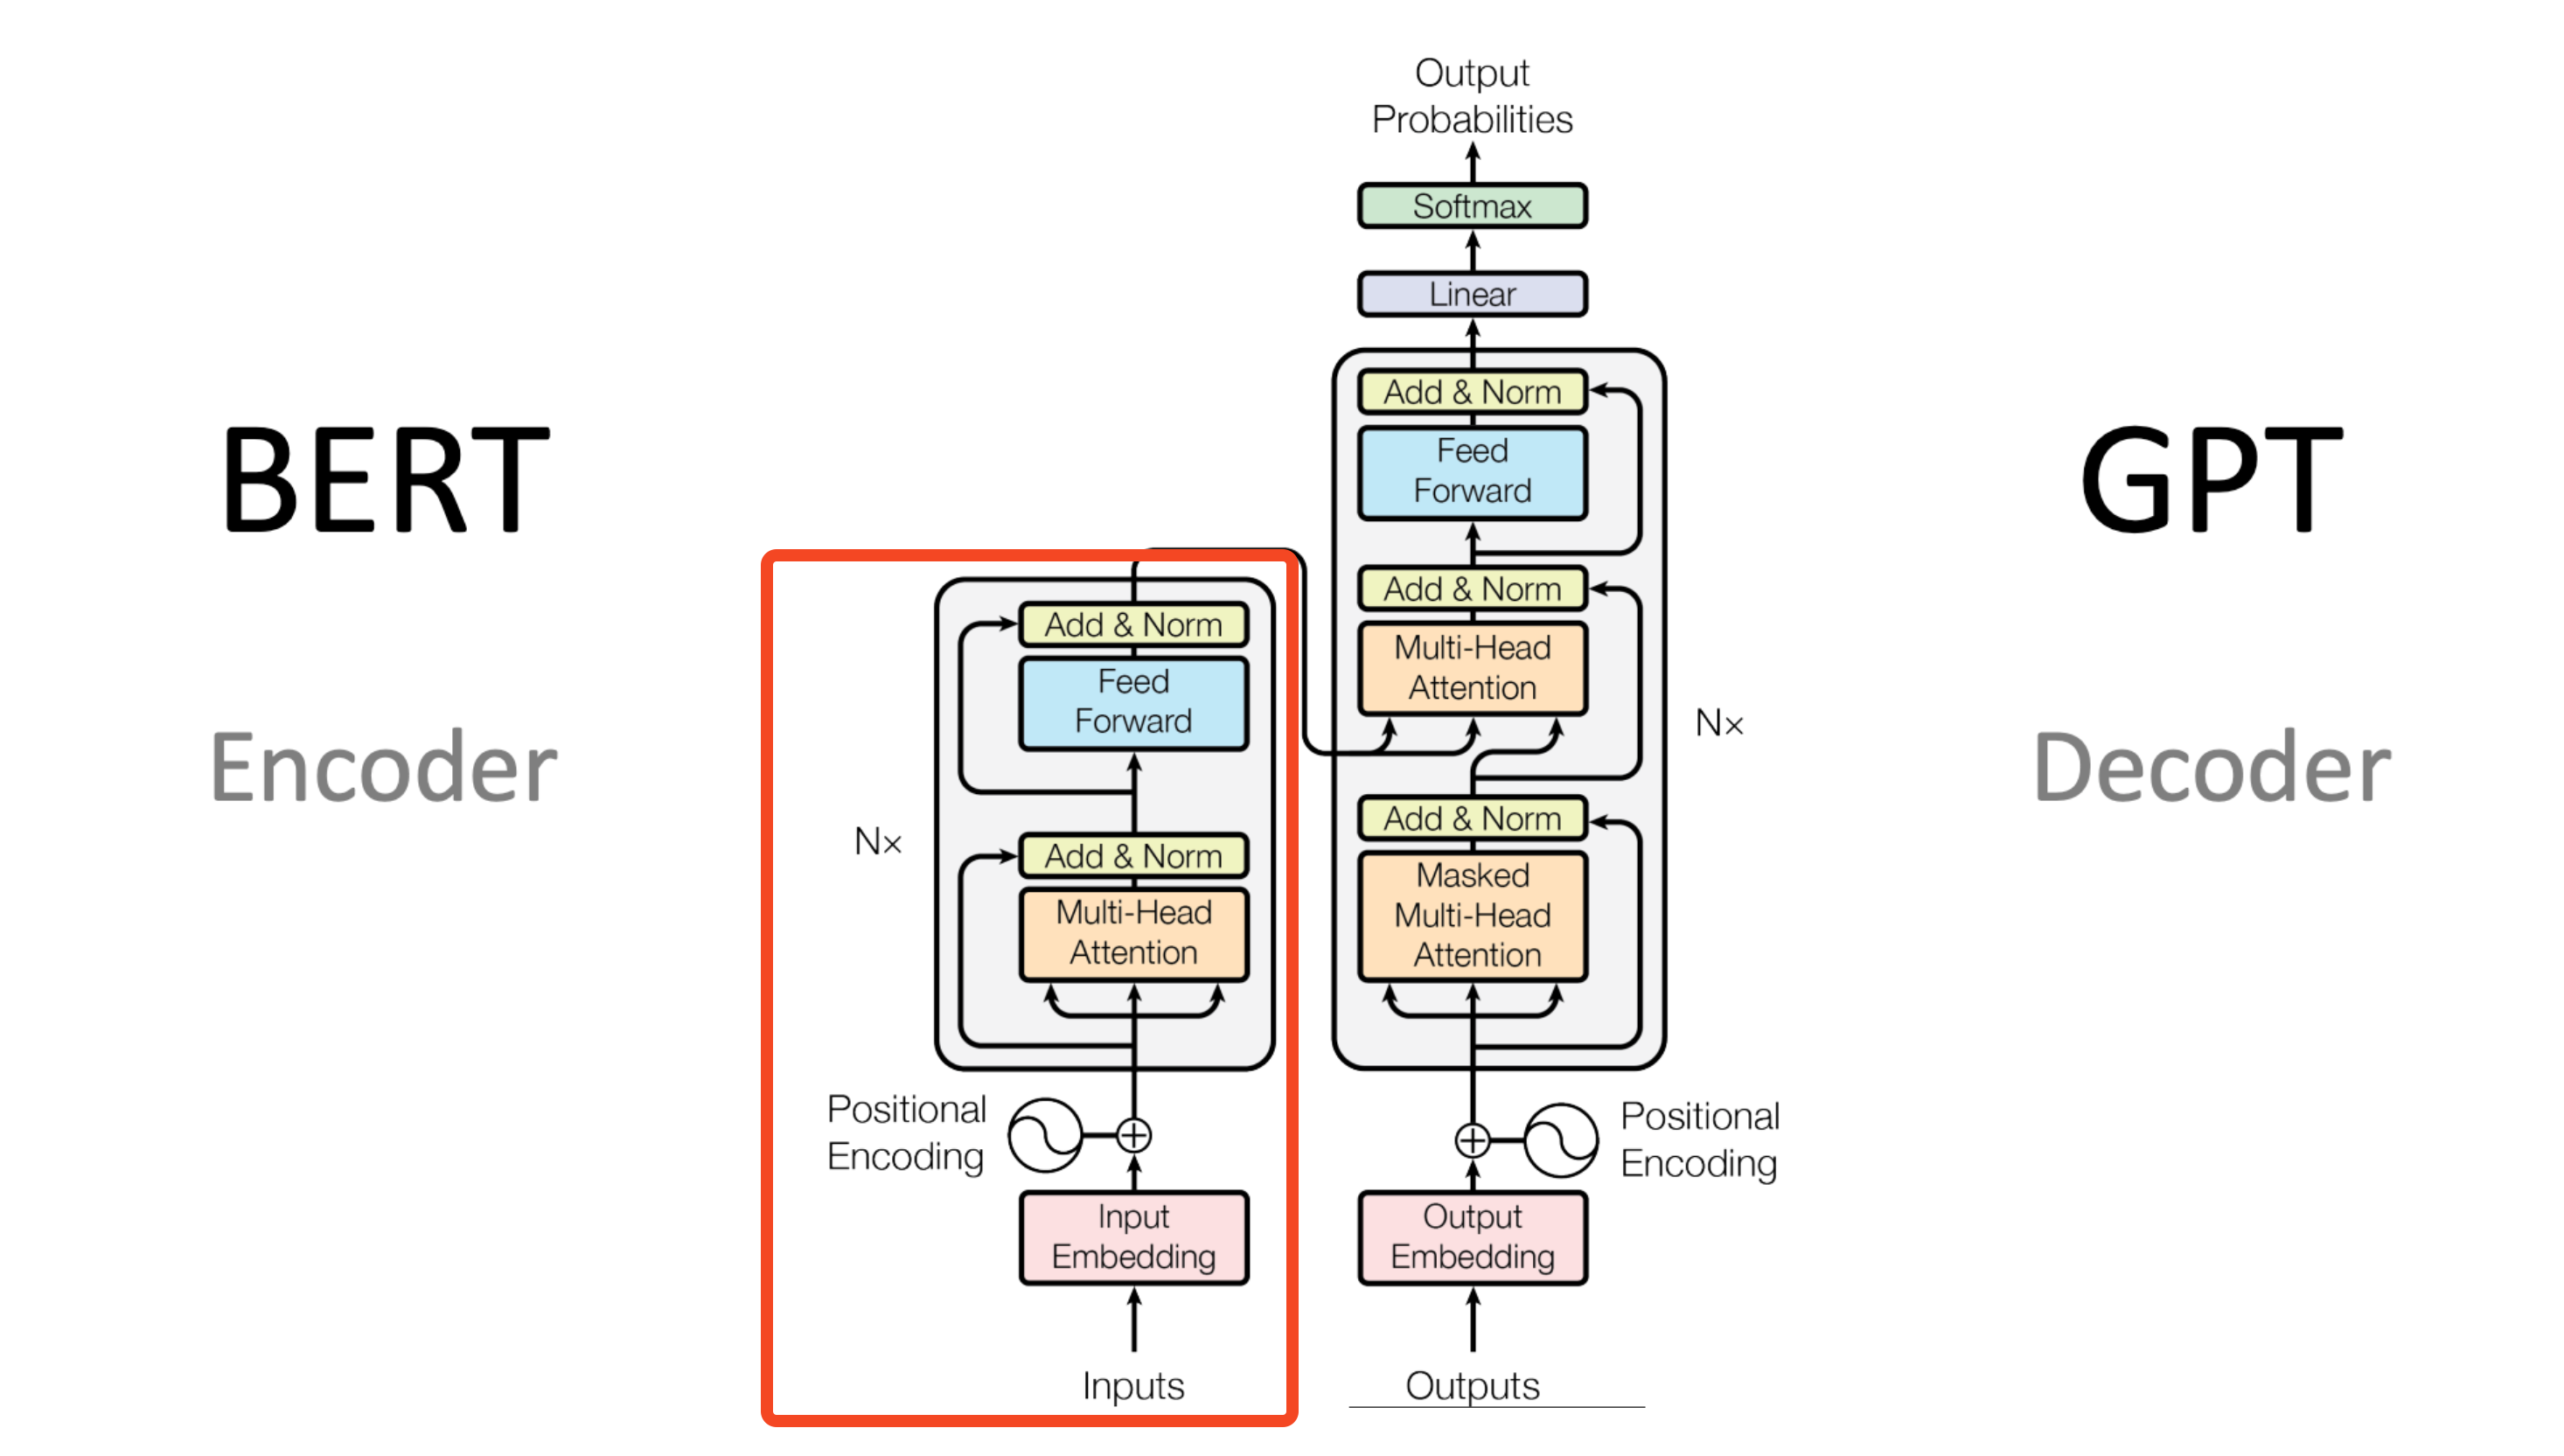 BERT
Encoder
Add & Norm
Feed
Forward
Nx
Add & Norm
Multi-Head
Attention
Positional
Encoding
Input
Embedding
Inputs
Output
Probabilities
Softmax
Linear
Add & Norm
Feed
Forward
Add & Norm
Multi-Head
Attention
Nx
Add & Norm
Masked
Multi-Head
Attention
Positional
Encoding
Output
Embedding
Outputs
GPT
Decoder